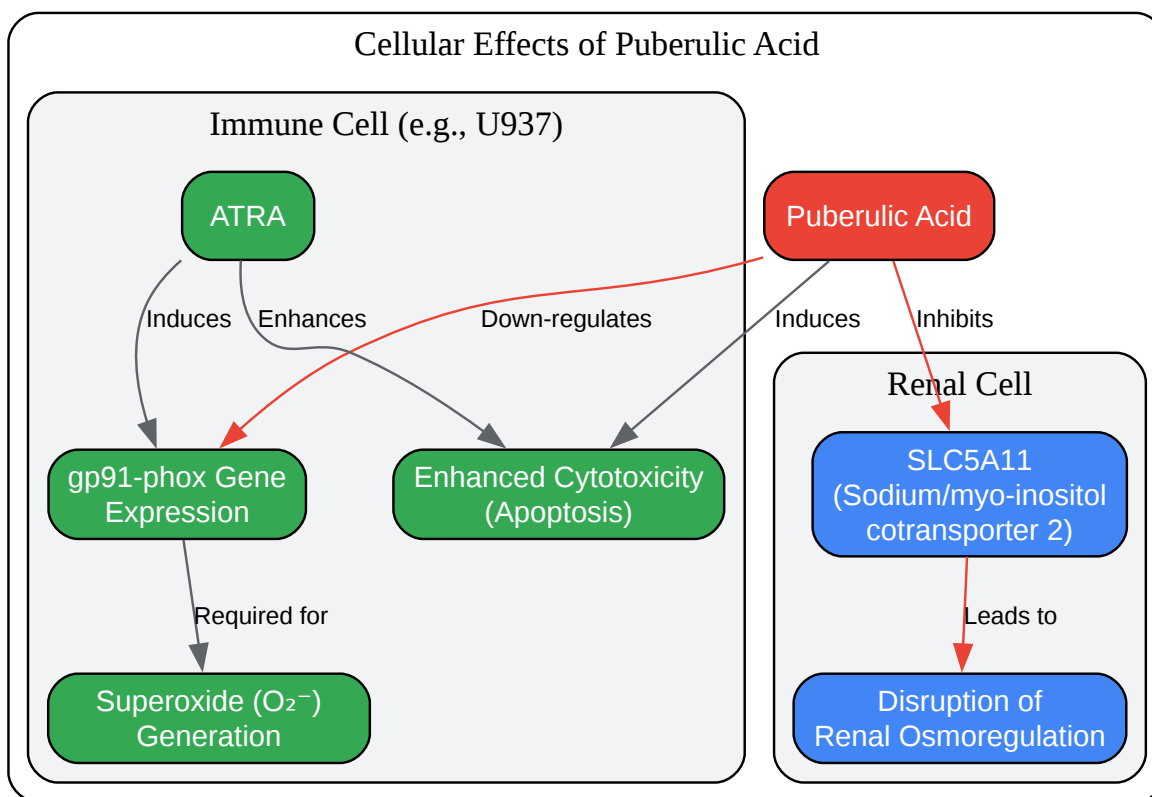 Cellular Effects of Puberulic Acid
Immune Cell (e.g., U937)
ATRA
Puberulic Acid
Induces
Enhances
Down-regulates
Induces
Inhibits
Renal Cell
gp91-phox Gene
Expression
Enhanced Cytotoxicity
(Apoptosis)
SLC5A11
(Sodium/myo-inositol
cotransporter 2)
Required for
Leads to
Superoxide (O₂⁻)
Generation
Disruption of
Renal Osmoregulation